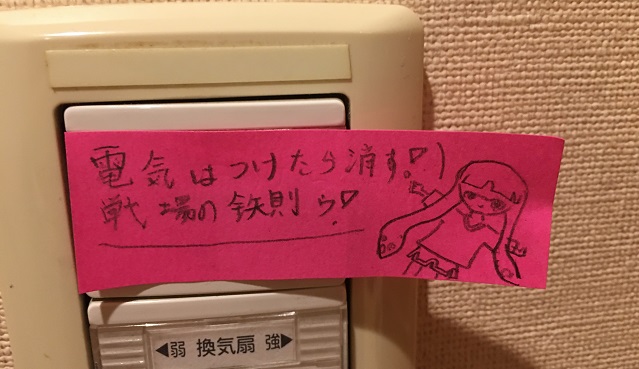 電気はつけたら消す!)
戦場の鉄則ゥ!
◀弱 換気扇 強▶